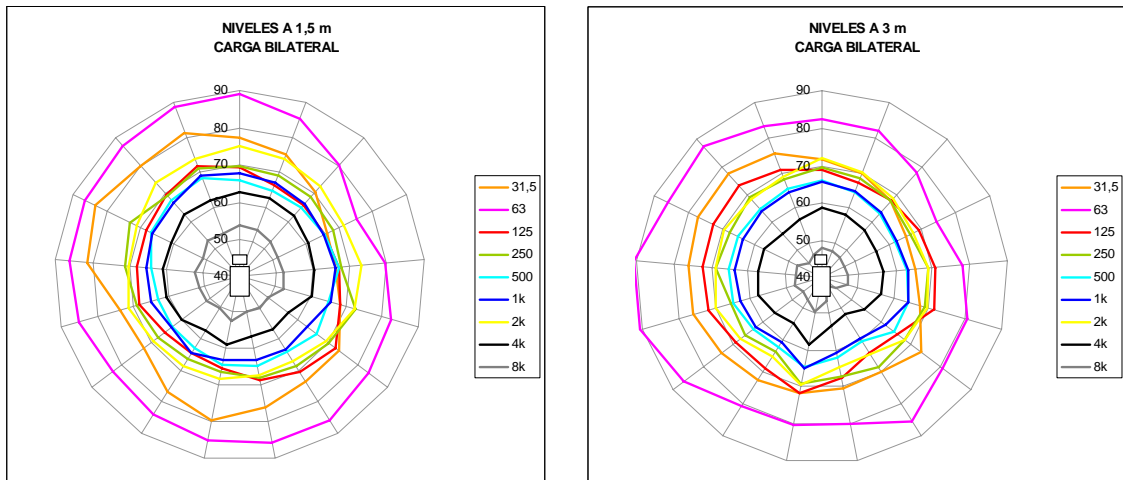 NIVELES A 1,5 m
CARGA BILATERAL
90
80
70
60
50
40
31,5
63
125
250
500
1k
2k
4k
8k
NIVELES A 3 m
CARGA BILATERAL
90
80
70
60
50
40
31,5
63
125
250
500
1k
2k
4k
8k